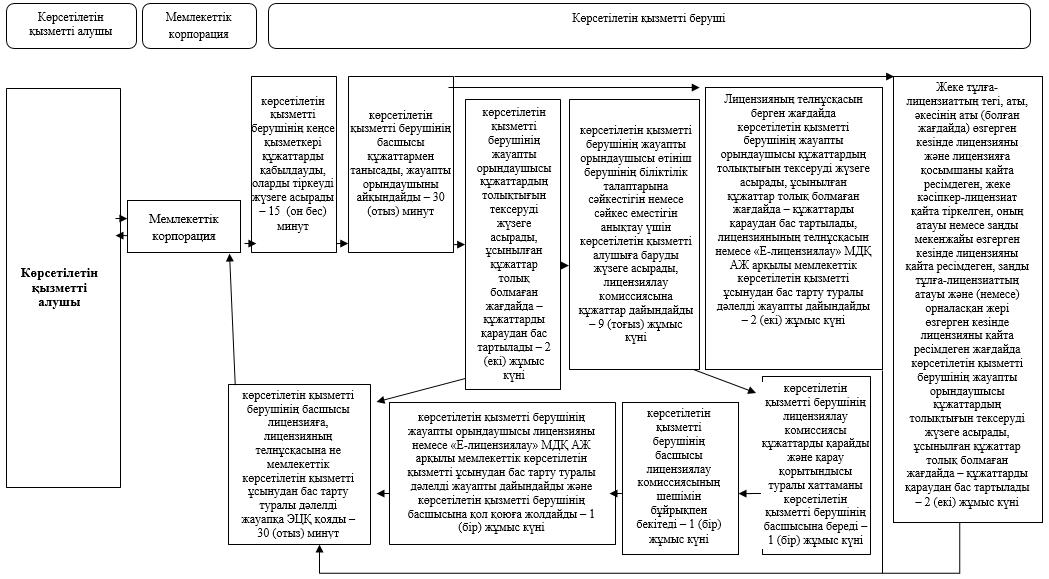 Көрсетілетін
қызметті алушы
Мемлекеттік
корпорация
Көрсетілетін қызметті беруші
Көрсетілетін
қызметті
алушы
Мемлекеттік
корпорация
көрсетілетін
қызметті
берушінің кеңсе
қызметкері
құжаттарды
қабылдауды,
оларды тіркеуді
жүзеге асырады
– 15 (он бес)
минут
көрсетілетін
қызметті берушінің
басшысы
құжаттармен
танысады, жауапты
орындаушыны
айқындайды – 30
(отыз) минут
көрсетілетін
қызметті
берушінің
жауапты
орындаушысы
құжаттардың
толықтығын
тексеруді
жүзеге
асырады,
ұсынылған
құжаттар
толық
болмаған
жағдайда –
құжаттарды
қараудан бас
тартылады – 2
(екі) жұмыс
күні
көрсетілетін қызметті
берушінің жауапты
орындаушысы өтініш
берушінің біліктілік
талаптарына
сәйкестігін немесе
сәйкес еместігін
анықтау үшін
көрсетілетін қызметті
алушыға баруды
жүзеге асырады,
лицензиялау
комиссиясына
құжаттар дайындайды
– 9 (тоғыз) жұмыс
күні
Лицензияның телнұсқасын
берген жағдайда
көрсетілетін қызметті
берушінің жауапты
орындаушысы құжаттардың
толықтығын тексеруді жүзеге
асырады, ұсынылған
құжаттар толық болмаған
жағдайда – құжаттарды
қараудан бас тартылады,
лицензиянының телнұсқасын
немесе «Е-лицензиялау» МДҚ
АЖ арқылы мемлекеттік
көрсетілетін қызметті
ұсынудан бас тарту туралы
дәлелді жауапты дайындайды
– 2 (екі) жұмыс күні
Жеке тұлға-
лицензиаттың тегі, аты,
әкесінің аты (болған
жағдайда) өзгерген
кезінде лицензияны
және лицензияға
қосымшаны қайта
ресімдеген, жеке
кәсіпкер-лицензиат
қайта тіркелген, оның
атауы немесе заңды
мекенжайы өзгерген
кезінде лицензияны
қайта ресімдеген, заңды
тұлға-лицензиаттың
атауы және (немесе)
орналасқан жері
өзгерген кезінде
лицензияны қайта
ресімдеген жағдайда
көрсетілетін қызметті
берушінің жауапты
орындаушысы
құжаттардың
толықтығын тексеруді
жүзеге асырады,
ұсынылған құжаттар
толық болмаған
жағдайда – құжаттарды
қараудан бас тартылады
– 2 (екі) жұмыс күні
көрсетілетін қызметті
берушінің басшысы
лицензияға,
лицензияның
телнұсқасына не
мемлекеттік
көрсетілетін қызметті
ұсынудан бас тарту
туралы дәлелді
жауапқа ЭЦҚ қояды –
30 (отыз) минут
көрсетілетін қызметті берушінің
жауапты орындаушысы лицензияны
немесе «Е-лицензиялау» МДҚ АЖ
арқылы мемлекеттік көрсетілетін
қызметті ұсынудан бас тарту туралы
дәлелді жауапты дайындайды және
көрсетілетін қызметті берушінің
басшысына қол қоюға жолдайды – 1
(бір) жұмыс күні
көрсетілетін
қызметті
берушінің
басшысы
лицензиялау
комиссиясының
шешімін
бұйрықпен
бекітеді – 1 (бір)
жұмыс күні
көрсетілетін
қызметті берушінің
лицензиялау
комиссиясы
құжаттарды қарайды
және қарау
қорытындысы
туралы хаттаманы
көрсетілетін
қызметті берушінің
басшысына береді –
1 (бір) жұмыс күні